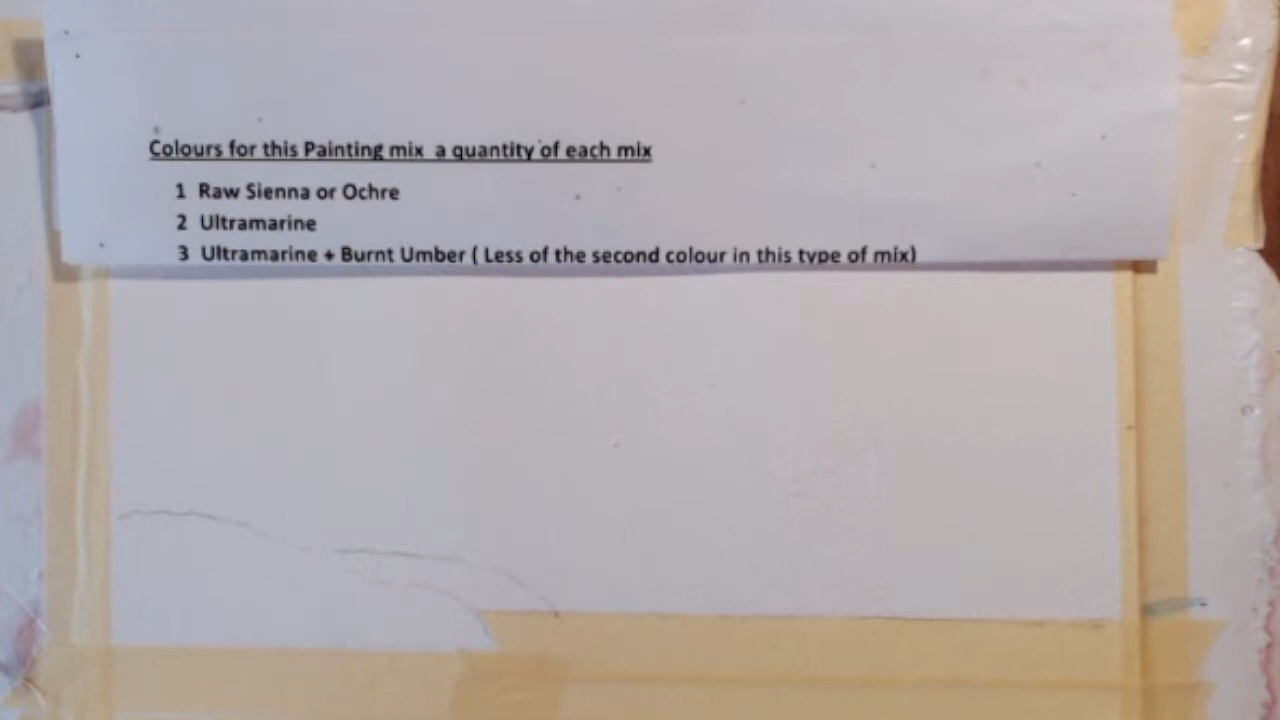 Colours for this Painting mix a quantity of each mix
1 Raw Sienna or Ochre
2 Ultramarine
3 Ultramarine + Burnt Umber ( Less of the second colour in this type of mix)